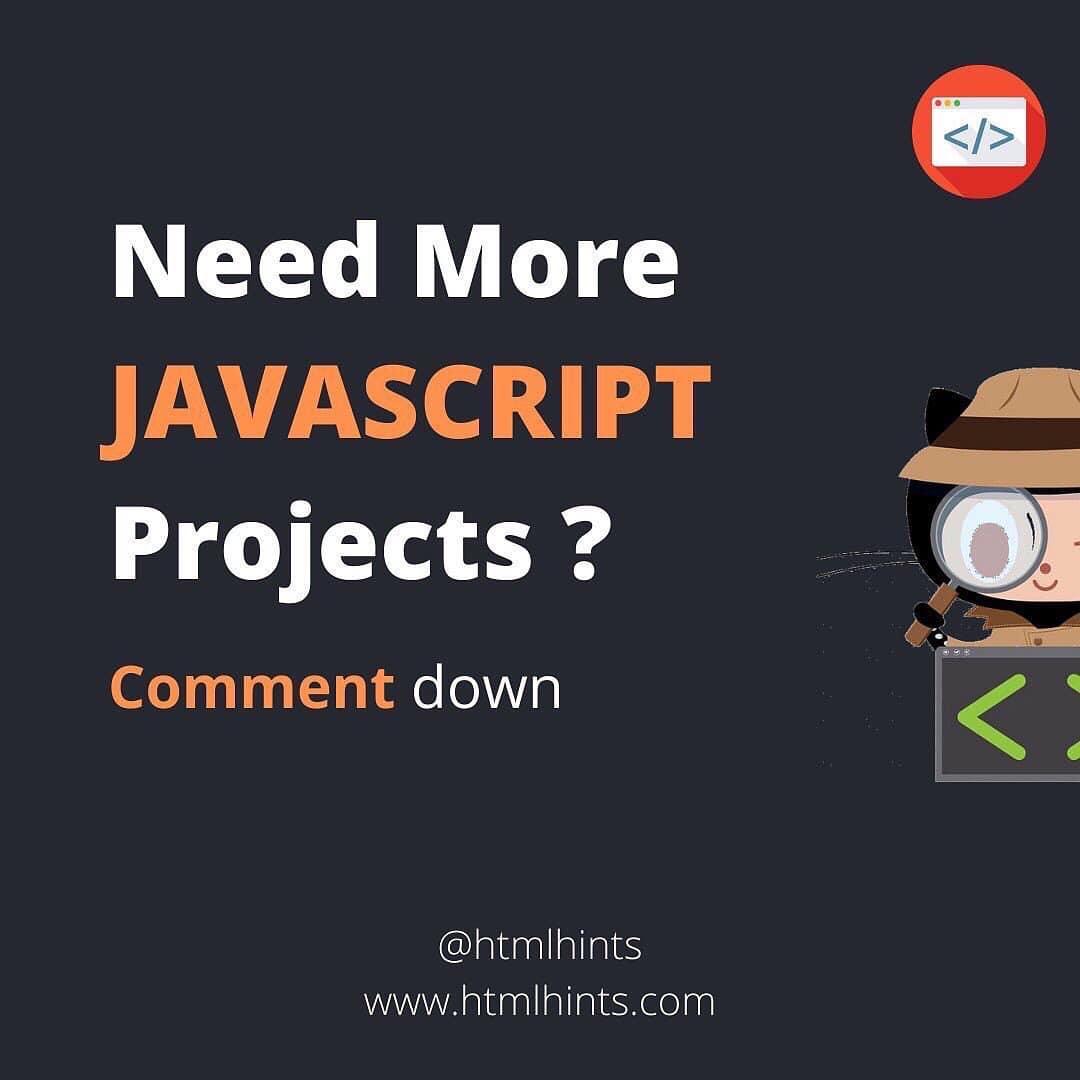 </>
Need More
JAVASCRIPT
Projects ?
Comment down
< >
@htmlhints
www.htmlhints.com